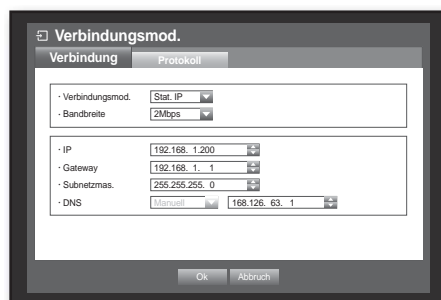 Verbindungsmod.
Verbindung Protokoll
· Verbindungsmod. Stat. IP
· Bandbreite 2Mbps
· IP 192.168. 1.200
· Gateway 192.168. 1. 1
· Subnetzmas. 255.255.255. 0
· DNS Manuell 168.126. 63. 1
Ok Abbruch